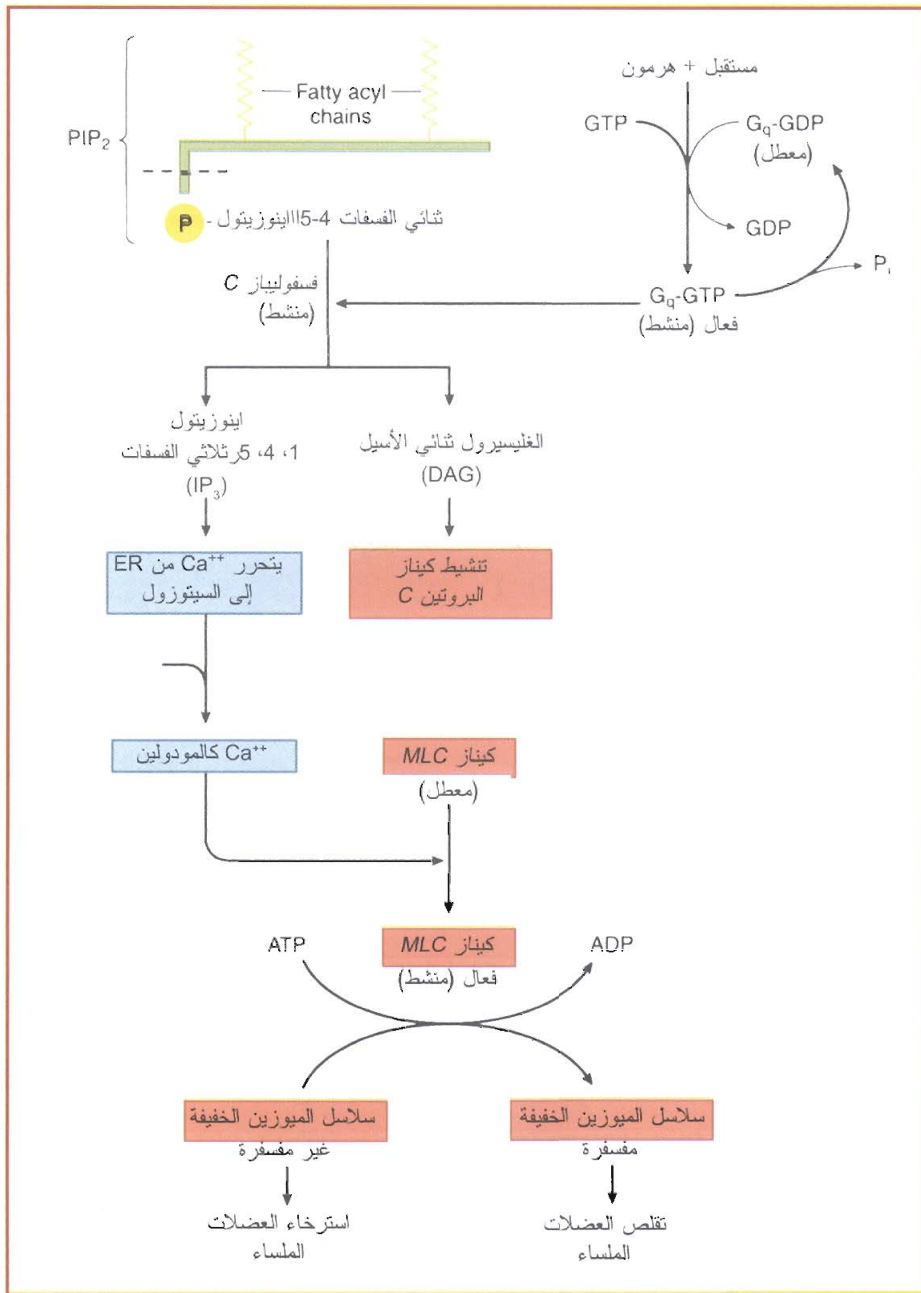 PIP2
Fatty acyl
chains
P
ثنائي الفسفات 4-5اااينوزيتول -
مستقبل + هرمون
GTP
Gq-GDP
(معطل)
GDP
Pi
Gq-GTP
فعال (منشط)
فسفوليباز C
(منشط)
اينوزيتول
1، 4، 5رثلاثي الفسفات
(IP3)
الغليسيرول ثنائي الأسيل
(DAG)
يتحرر Ca++ من ER
إلى السيتوزول
تنشيط كيناز
البروتين C
Ca++ كالمودولين
كيناز MLC
(معطل)
ATP
كيناز MLC
فعال (منشط)
ADP
سلاسل الميوزين الخفيفة
غير مفسفرة
سلاسل الميوزين الخفيفة
مفسفرة
استرخاء العضلات
الملساء
تقلص العضلات
الملساء